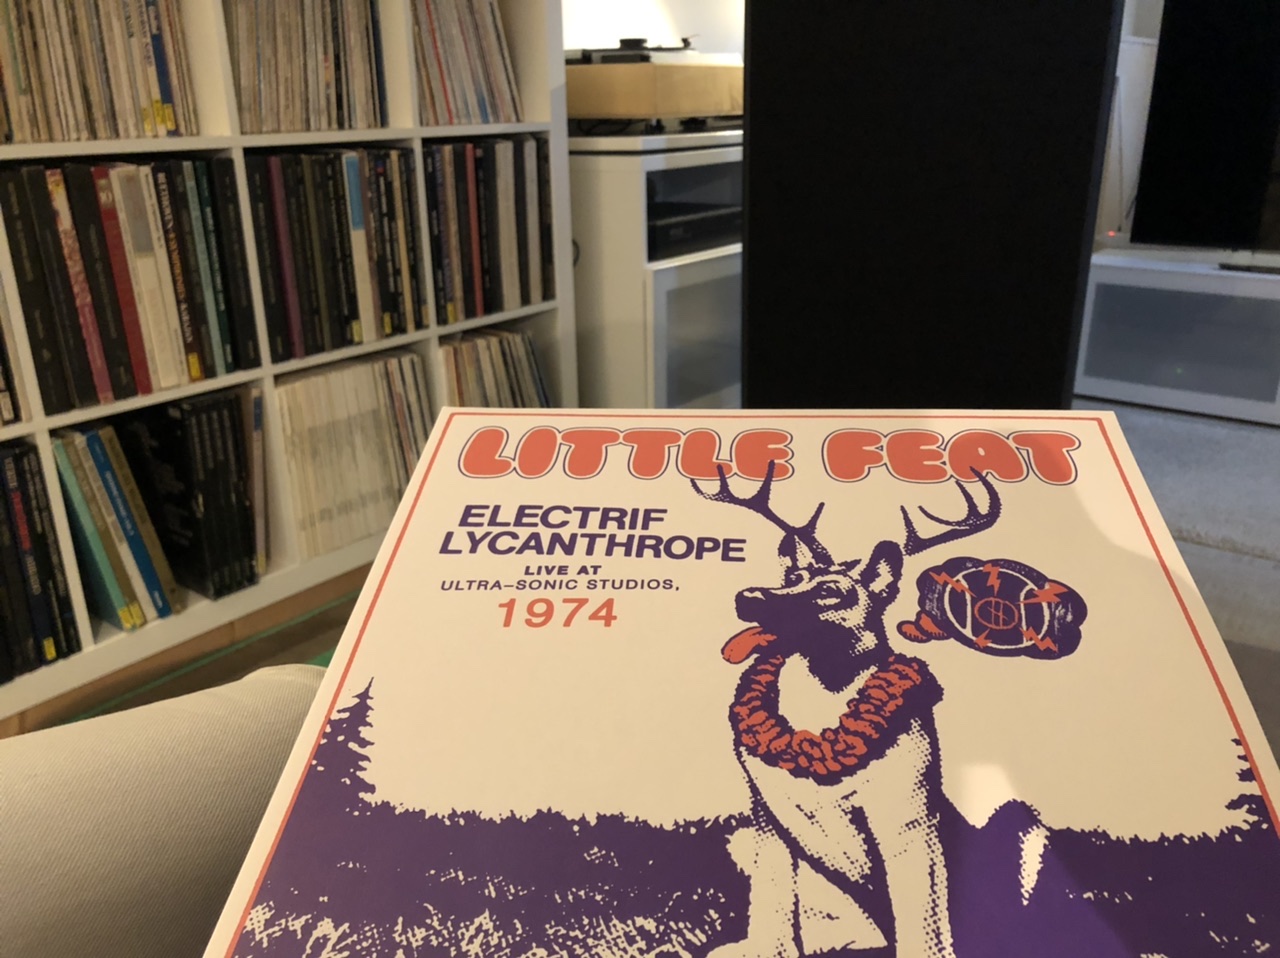 LITTLE FEAT
ELECTRIF
LYCANTHROPE
LIVE AT
ULTRA-SONIC STUDIOS,
1974